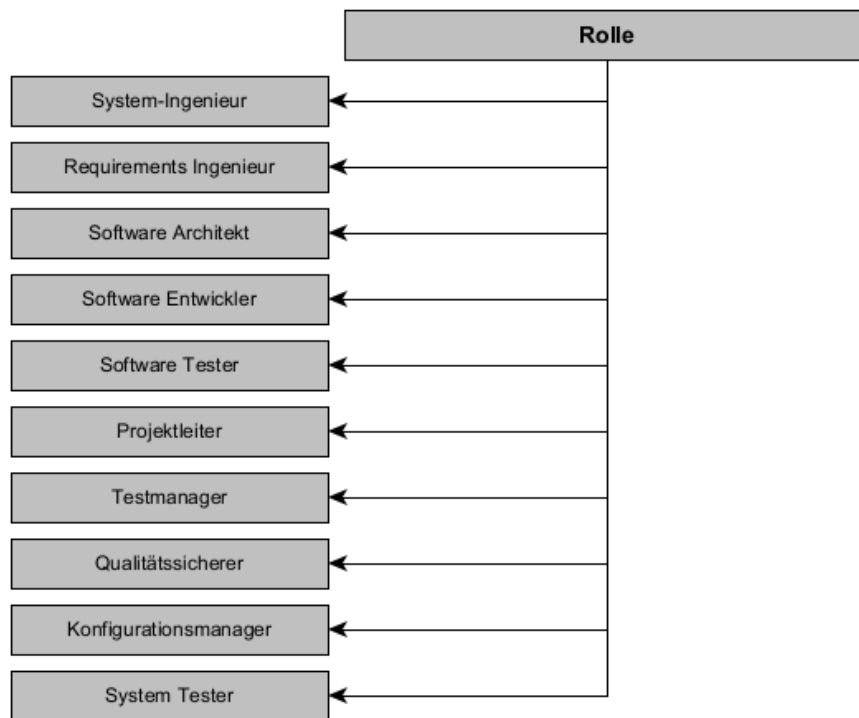 Rolle
System-Ingenieur
Requirements Ingenieur
Software Architekt
Software Entwickler
Software Tester
Projektleiter
Testmanager
Qualitätssicherer
Konfigurationsmanager
System Tester